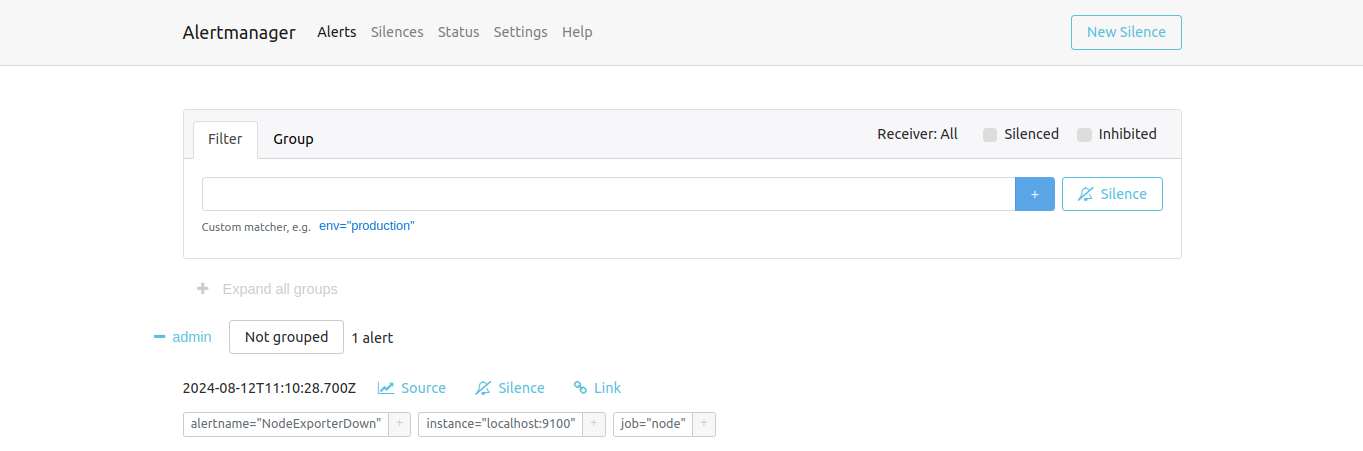 Alertmanager Alerts Silences Status Settings Help New Silence
Filter Group Receiver: All Silenced Inhibited
+ Silence
Custom matcher, e.g. env="production"
+ Expand all groups
− admin Not grouped 1 alert
2024-08-12T11:10:28.700Z Source Silence Link
alertname="NodeExporterDown" + instance="localhost:9100" + job="node" +